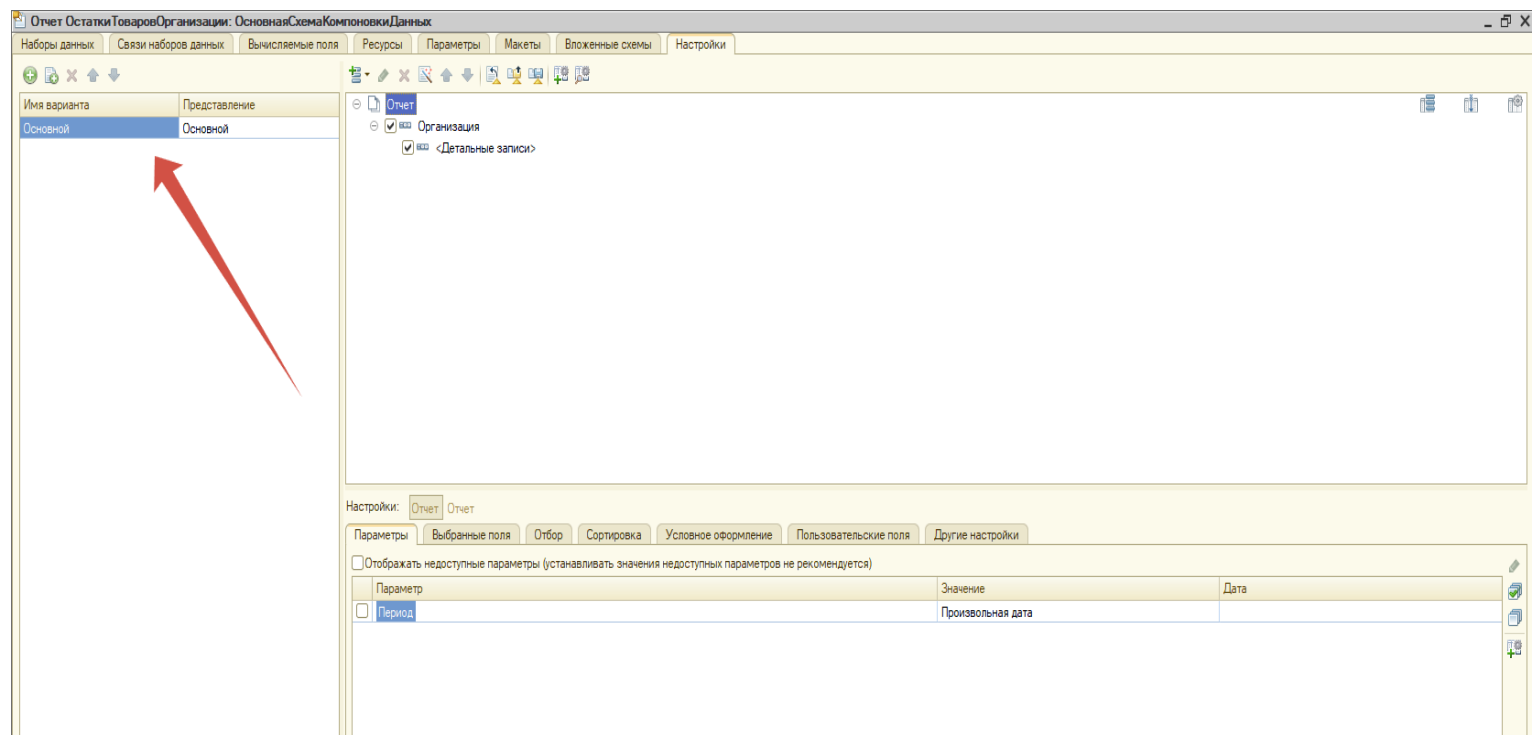 Отчет ОстаткиТоваровОрганизации: ОсновнаяСхемаКомпоновкиДанных
Наборы данных Связи наборов данных Вычисляемые поля Ресурсы Параметры Макеты Вложенные схемы Настройки
Имя варианта Представление
Основной Основной
Отчет
Организация
<Детальные записи>
Настройки: Отчет Отчет
Параметры Выбранные поля Отбор Сортировка Условное оформление Пользовательские поля Другие настройки
Отображать недоступные параметры (устанавливать значения недоступных параметров не рекомендуется)
Параметр Значение Дата
Период Произвольная дата